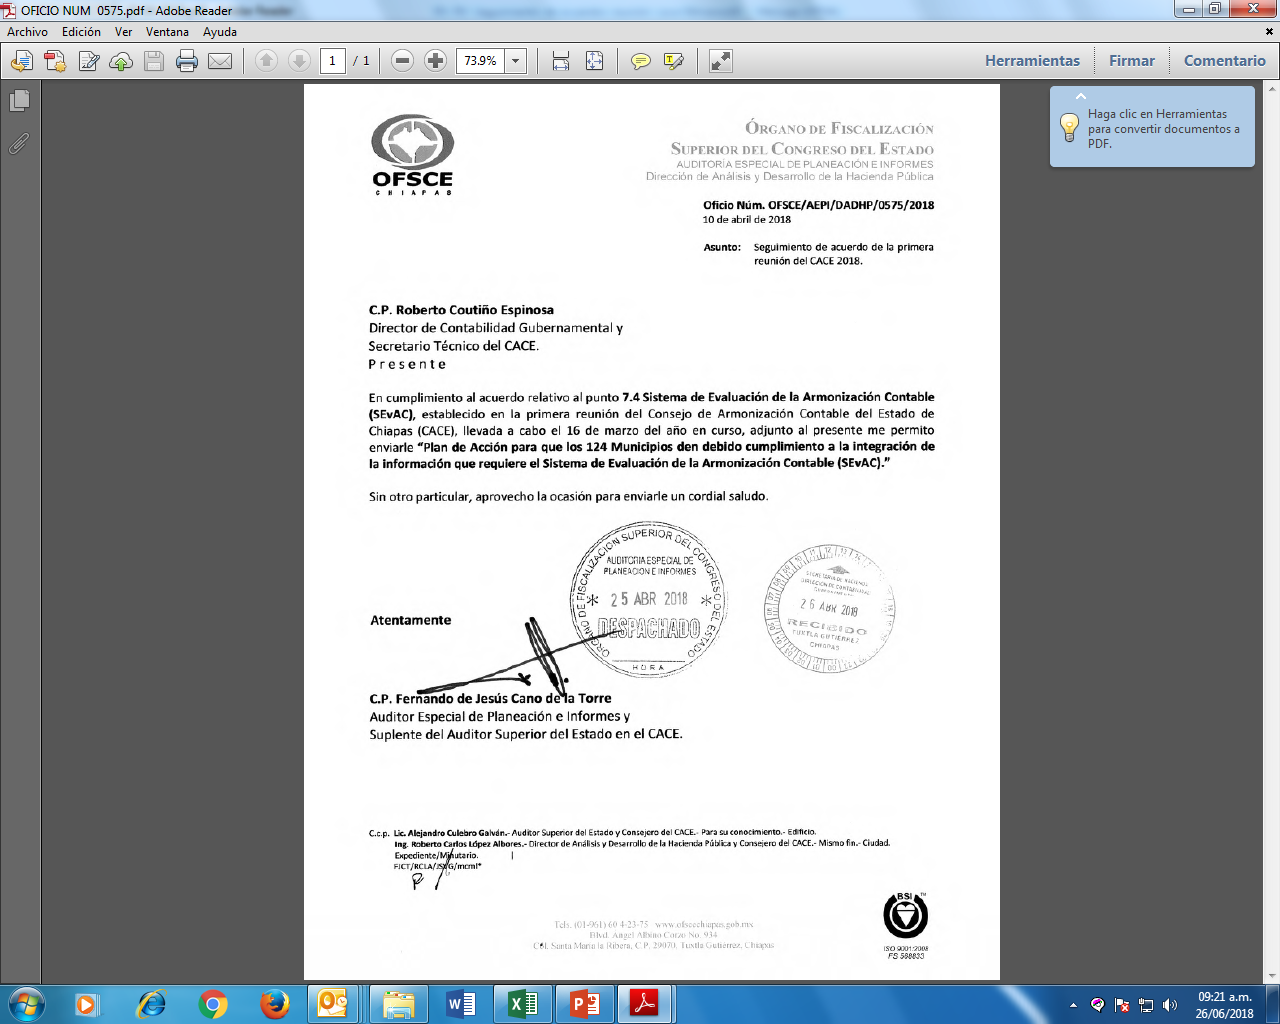 OFICIO NUM  0575.pdf - Adobe Reader
Archivo Edición Ver Ventana Ayuda
1 / 1 73.9% Herramientas Firmar Comentario
Haga clic en Herramientas
para convertir documentos a
PDF.
OFSCE
CHIAPAS
ÓRGANO DE FISCALIZACIÓN
SUPERIOR DEL CONGRESO DEL ESTADO
AUDITORÍA ESPECIAL DE PLANEACIÓN E INFORMES
Dirección de Análisis y Desarrollo de la Hacienda Pública
Oficio Núm. OFSCE/AEPI/DADHP/0575/2018
10 de abril de 2018
Asunto: Seguimiento de acuerdo de la primera
reunión del CACE 2018.
C.P. Roberto Coutiño Espinosa
Director de Contabilidad Gubernamental y
Secretario Técnico del CACE.
P r e s e n t e
En cumplimiento al acuerdo relativo al punto 7.4 Sistema de Evaluación de la Armonización Contable
(SEvAC), establecido en la primera reunión del Consejo de Armonización Contable del Estado de
Chiapas (CACE), llevada a cabo el 16 de marzo del año en curso, adjunto al presente me permito
enviarle “Plan de Acción para que los 124 Municipios den debido cumplimiento a la integración de
la información que requiere el Sistema de Evaluación de la Armonización Contable (SEvAC).”
Sin otro particular, aprovecho la ocasión para enviarle un cordial saludo.
ÓRGANO DE FISCALIZACIÓN SUPERIOR DEL CONGRESO DEL ESTADO
AUDITORIA ESPECIAL DE
PLANEACION E INFORMES
25 ABR 2018
DESPACHADO
HORA
SECRETARIA DE HACIENDA
DIRECCION DE CONTABILIDAD
26 ABR 2018
RECIBIDO
TUXTLA GUTIERREZ
CHIAPAS
Atentamente
C.P. Fernando de Jesús Cano de la Torre
Auditor Especial de Planeación e Informes y
Suplente del Auditor Superior del Estado en el CACE.
C.c.p. Lic. Alejandro Culebro Galván.- Auditor Superior del Estado y Consejero del CACE.- Para su conocimiento.- Edificio.
Ing. Roberto Carlos López Albores.- Director de Análisis y Desarrollo de la Hacienda Pública y Consejero del CACE.- Mismo fin.- Ciudad.
Expediente/Minutario.
BSI
ISO 9001:2008
FS 568833
Tels. (01-961) 60 4-23-75 www.ofscechiapas.gob.mx
Blvd. Angel Albino Corzo No. 934
Col. Santa María la Ribera, C.P. 29070, Tuxtla Gutiérrez, Chiapas
09:21 a.m.
26/06/2018